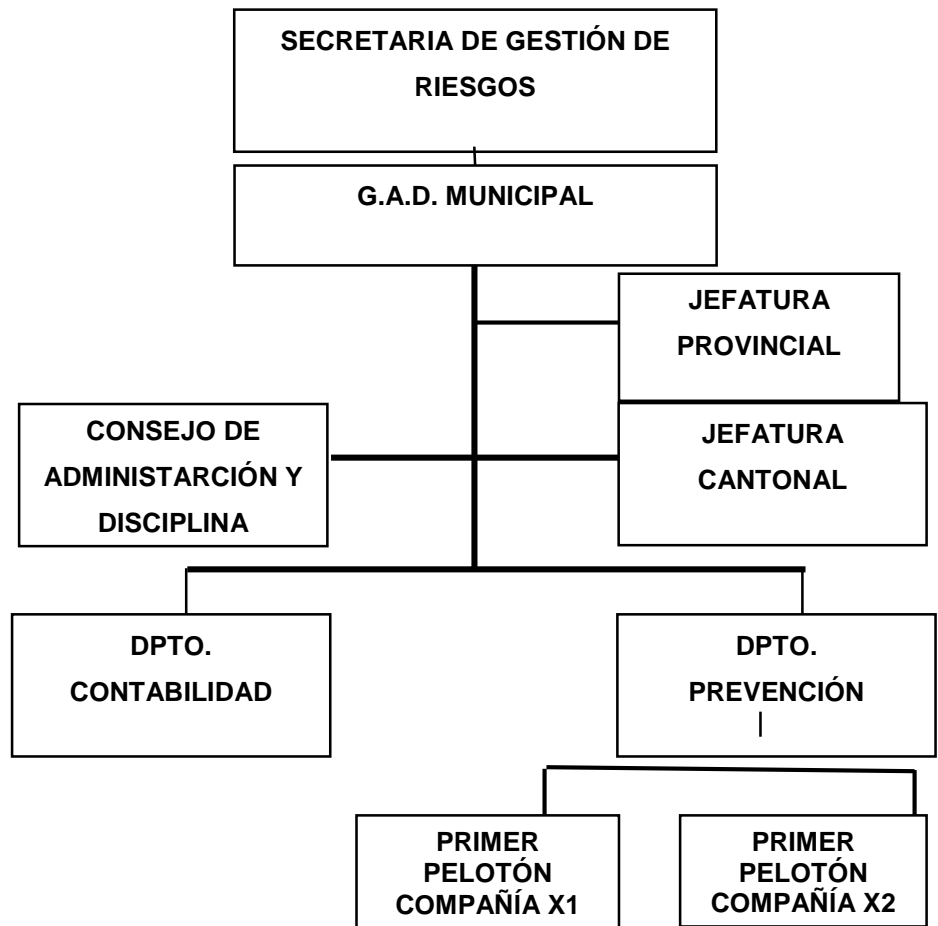 SECRETARIA DE GESTIÓN DE
RIESGOS
G.A.D. MUNICIPAL
JEFATURA
PROVINCIAL
CONSEJO DE
ADMINISTARCIÓN Y
DISCIPLINA
JEFATURA
CANTONAL
DPTO.
CONTABILIDAD
DPTO.
PREVENCIÓN
PRIMER
PELOTÓN
COMPAÑÍA X1
PRIMER
PELOTÓN
COMPAÑÍA X2